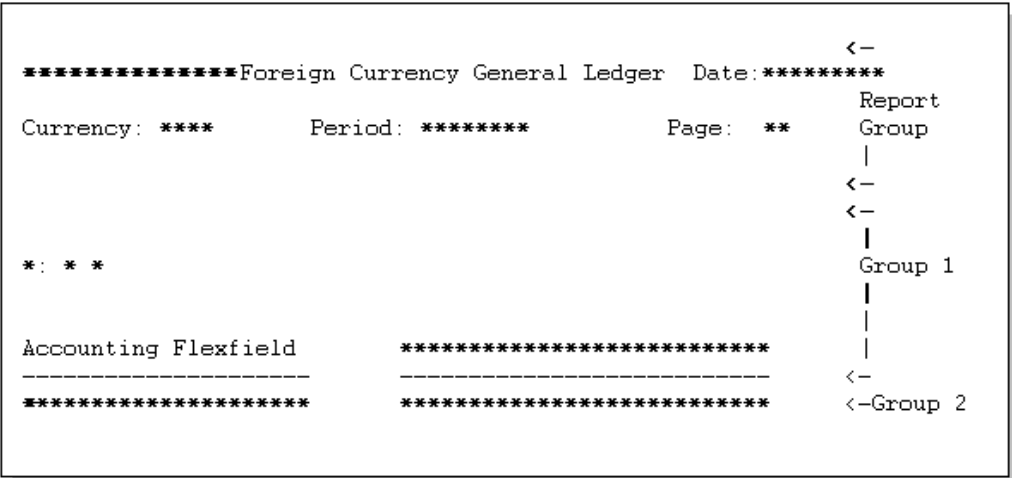 <-
**************Foreign Currency General Ledger  Date:*********
Report
Currency: ****       Period: ********          Page:  **     Group
|
<-
<-
|
*: * *                                                       Group 1
|
|
Accounting Flexfield        ***************************       |
---------------------       ---------------------------      <-
*********************       ***************************      <-Group 2